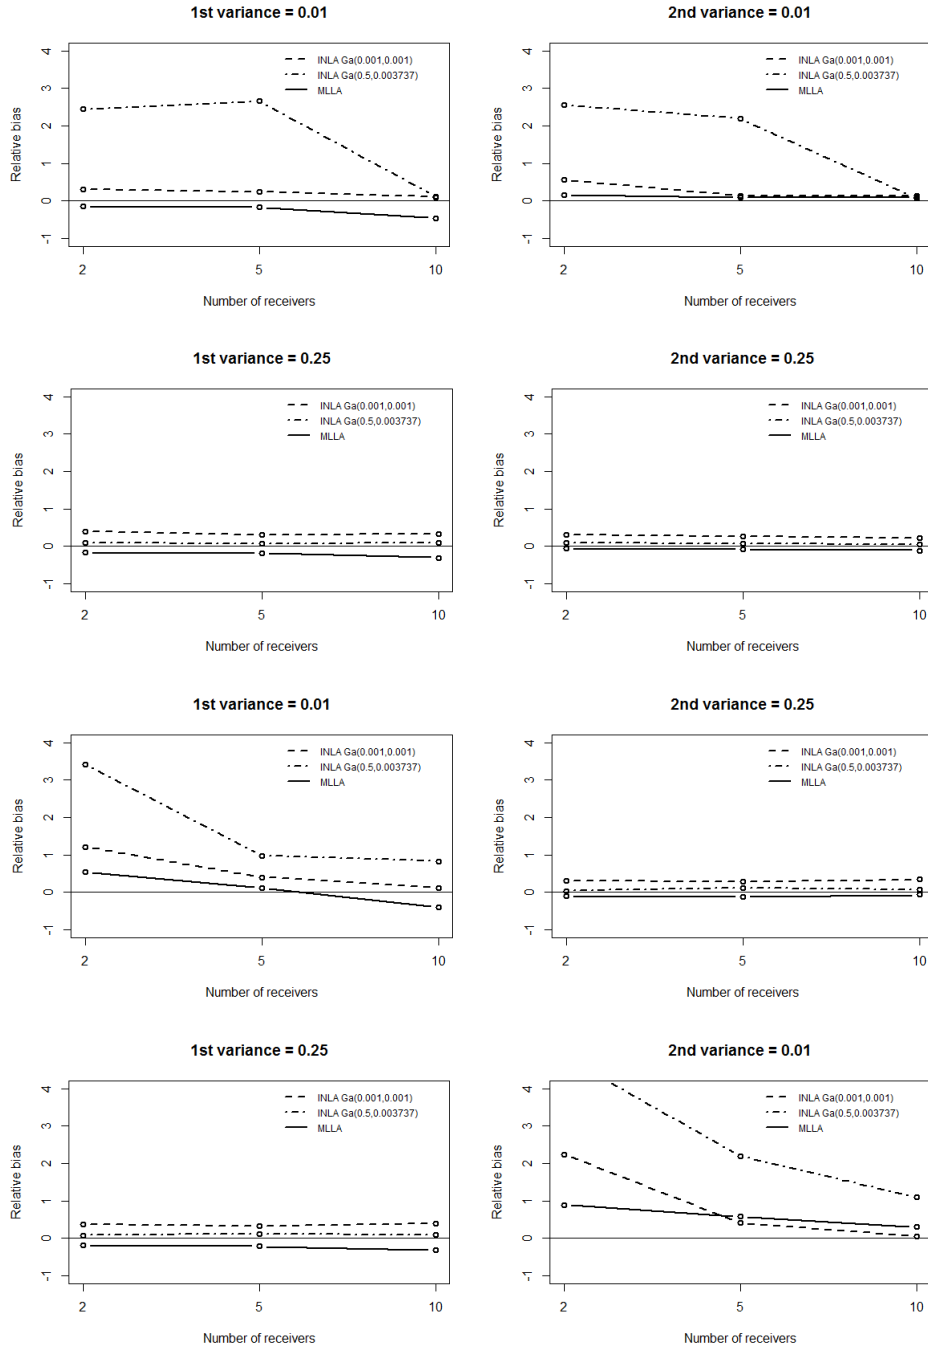 1st variance = 0.01
Relative bias
4
3
2
1
0
-1
INLA Ga(0.001,0.001)
INLA Ga(0.5,0.003737)
MLLA
2 5 10
Number of receivers
2nd variance = 0.01
Relative bias
4
3
2
1
0
-1
INLA Ga(0.001,0.001)
INLA Ga(0.5,0.003737)
MLLA
2 5 10
Number of receivers
1st variance = 0.25
Relative bias
4
3
2
1
0
-1
INLA Ga(0.001,0.001)
INLA Ga(0.5,0.003737)
MLLA
2 5 10
Number of receivers
2nd variance = 0.25
Relative bias
4
3
2
1
0
-1
INLA Ga(0.001,0.001)
INLA Ga(0.5,0.003737)
MLLA
2 5 10
Number of receivers
1st variance = 0.01
Relative bias
4
3
2
1
0
-1
INLA Ga(0.001,0.001)
INLA Ga(0.5,0.003737)
MLLA
2 5 10
Number of receivers
2nd variance = 0.25
Relative bias
4
3
2
1
0
-1
INLA Ga(0.001,0.001)
INLA Ga(0.5,0.003737)
MLLA
2 5 10
Number of receivers
1st variance = 0.25
Relative bias
4
3
2
1
0
-1
INLA Ga(0.001,0.001)
INLA Ga(0.5,0.003737)
MLLA
2 5 10
Number of receivers
2nd variance = 0.01
Relative bias
4
3
2
1
0
-1
INLA Ga(0.001,0.001)
INLA Ga(0.5,0.003737)
MLLA
2 5 10
Number of receivers